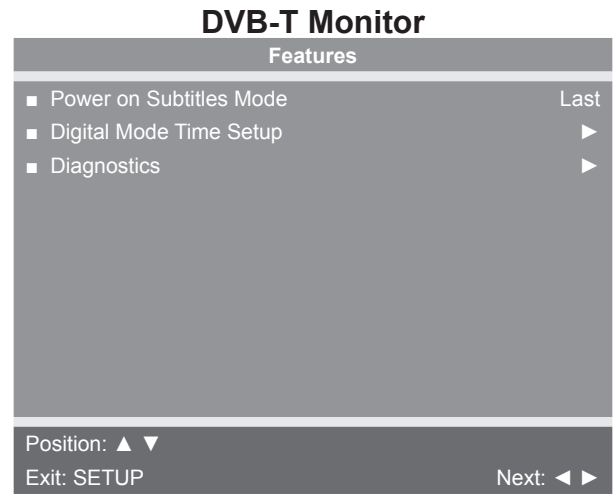 DVB-T Monitor
Features
■ Power on Subtitles Mode Last
■ Digital Mode Time Setup ►
■ Diagnostics ►
Position: ▲ ▼
Exit: SETUP Next: ◄ ►